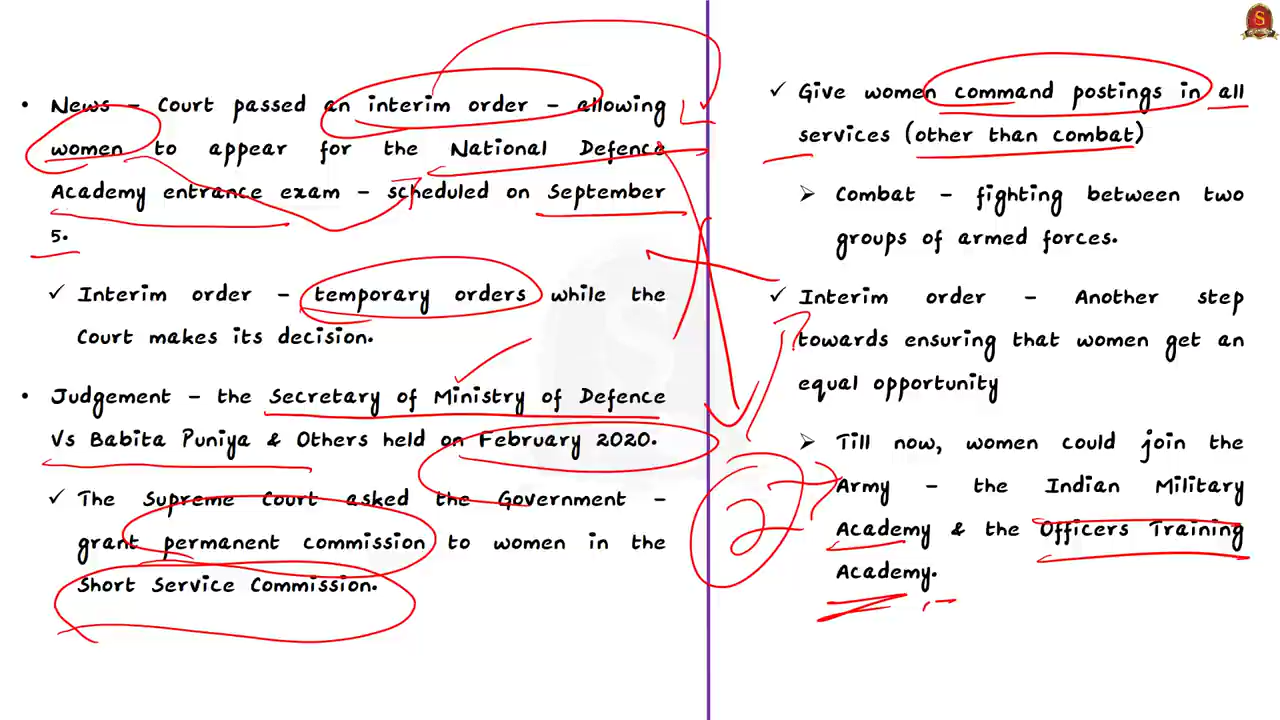 • News – Court passed an interim order – allowing
women to appear for the National Defence
Academy entrance exam – scheduled on September
5.
✓ Interim order – temporary orders while the
Court makes its decision.
• Judgement – the Secretary of Ministry of Defence
Vs Babita Puniya & Others held on February 2020.
✓ The Supreme Court asked the Government –
grant permanent commission to women in the
Short Service Commission.
✓ Give women command postings in all
services (other than combat)
➢ Combat – fighting between two
groups of armed forces.
✓ Interim order – Another step
towards ensuring that women get an
equal opportunity
➢ Till now, women could join the
Army – the Indian Military
Academy & the Officers Training
Academy.
2